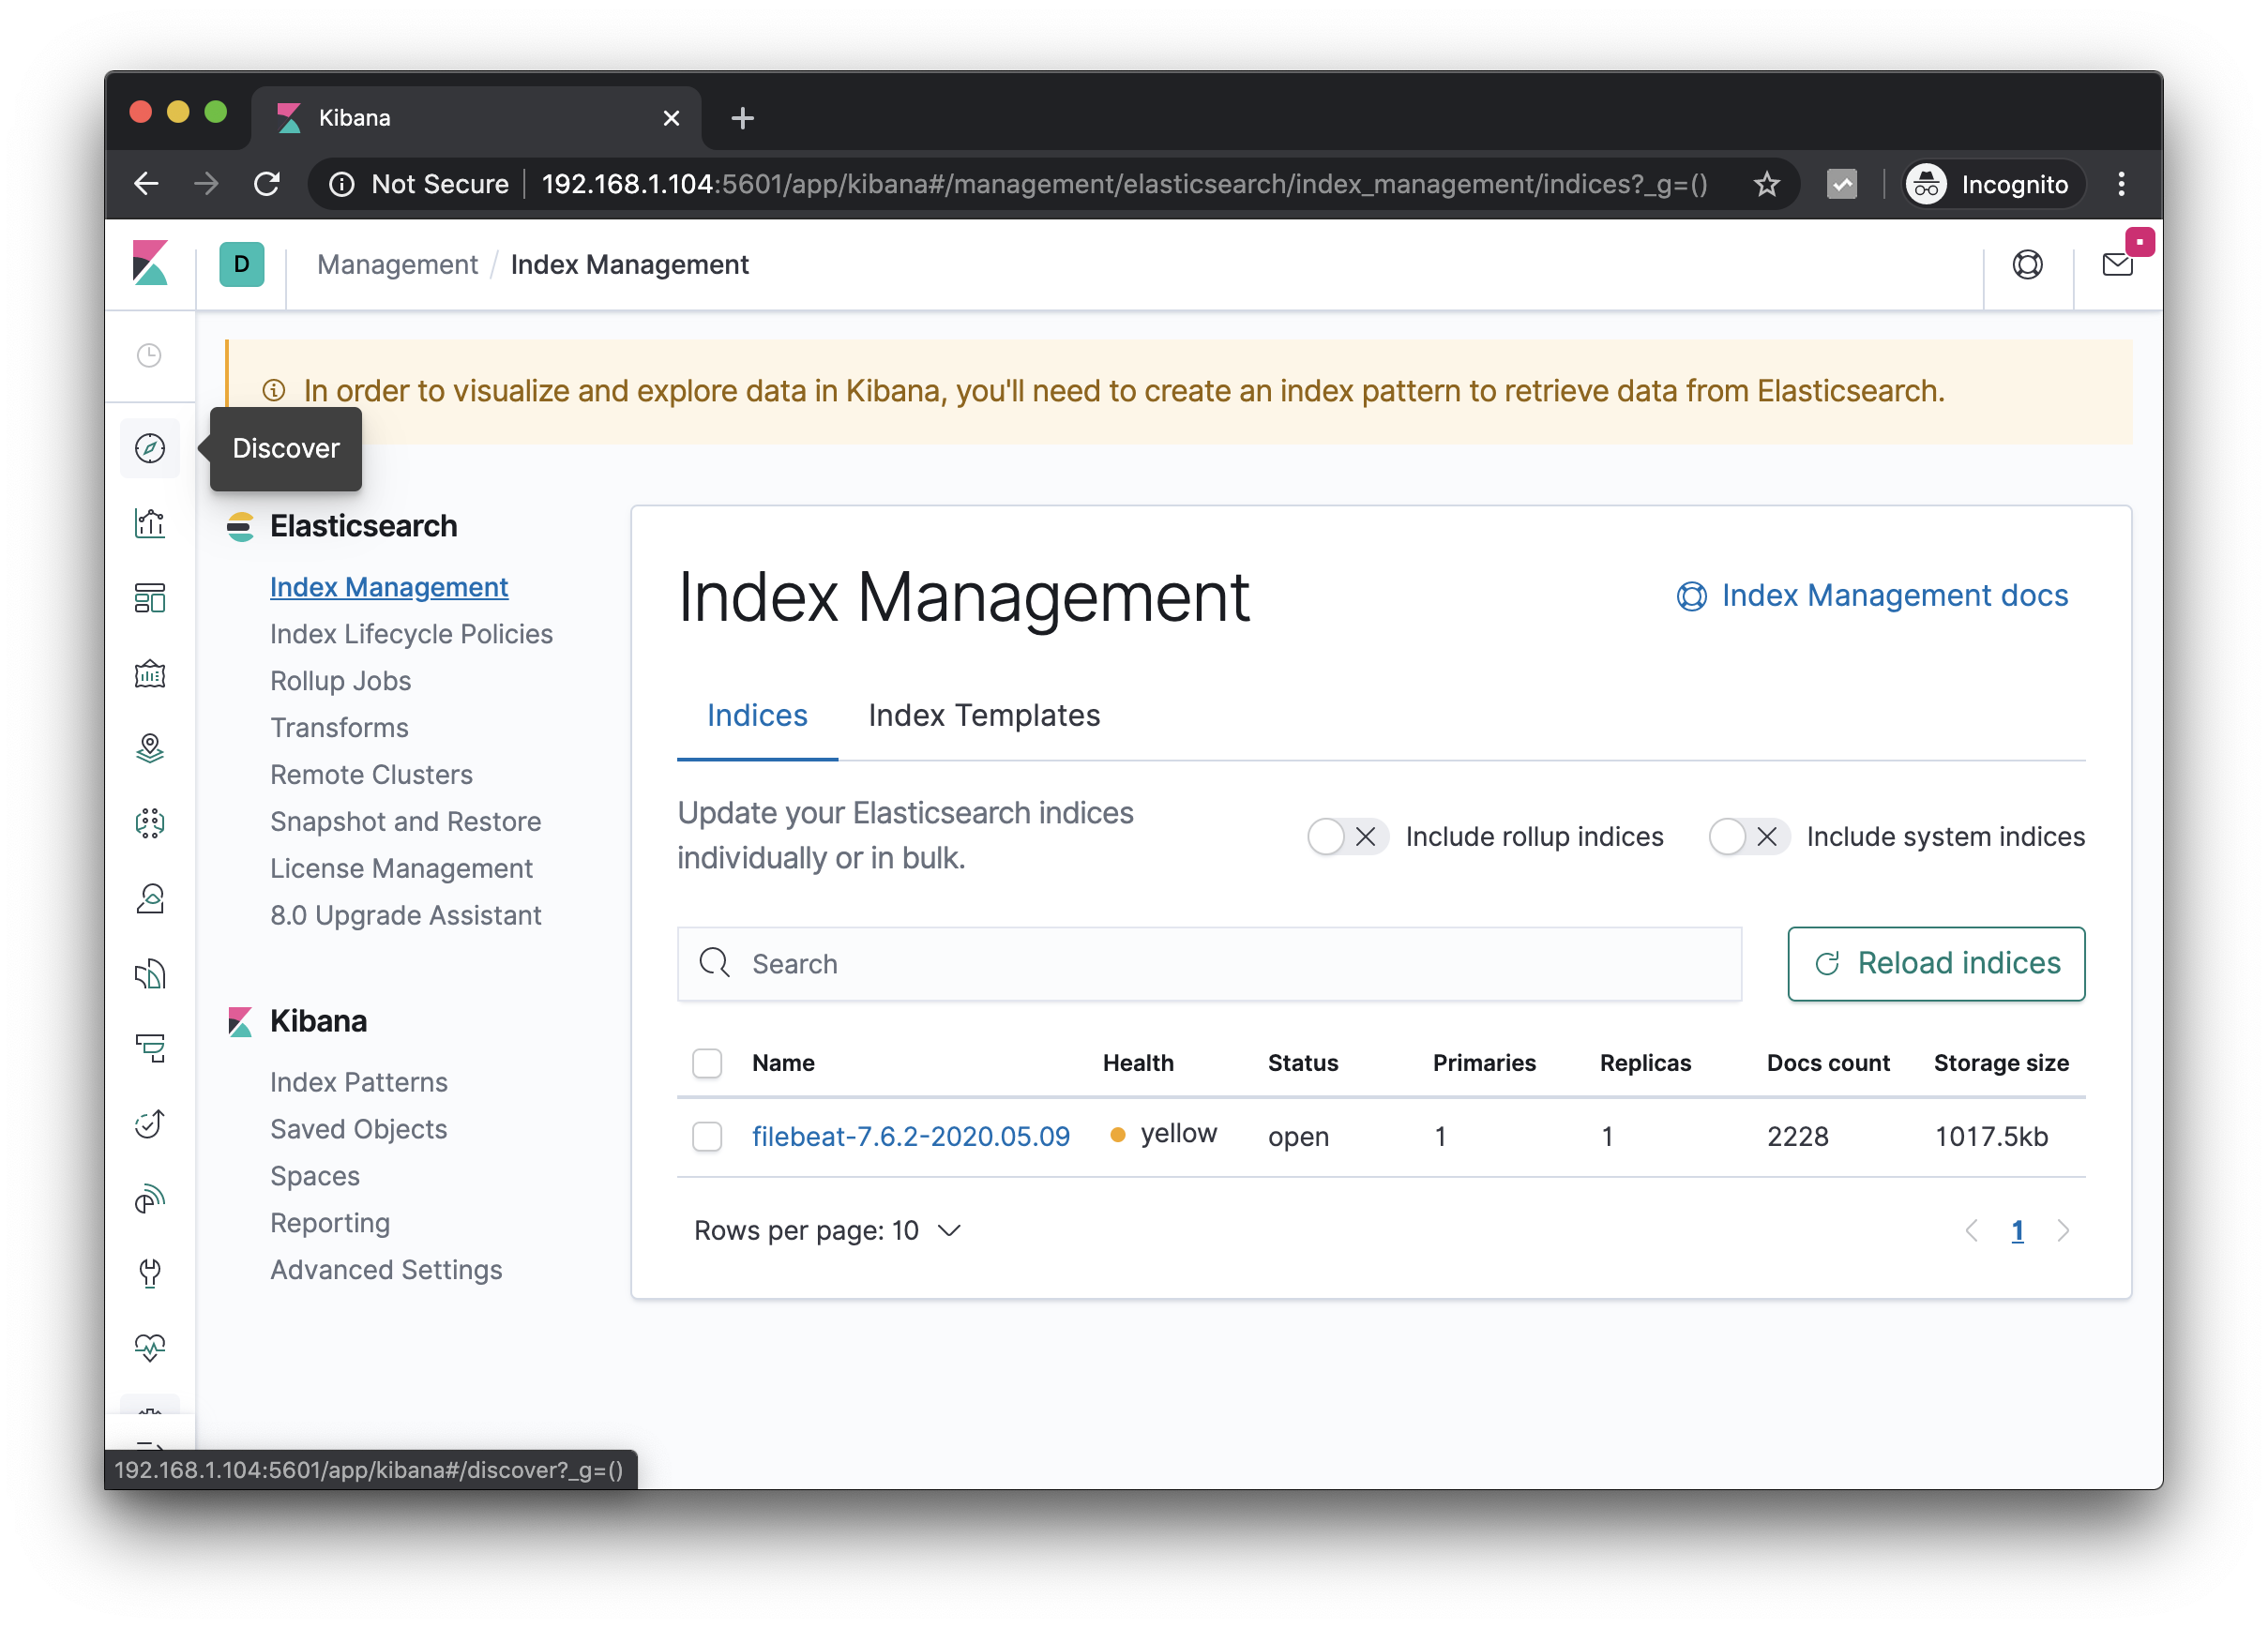 Kibana
Not Secure 192.168.1.104:5601/app/kibana#/management/elasticsearch/index_management/indices?_g=() Incognito
D Management / Index Management
In order to visualize and explore data in Kibana, you'll need to create an index pattern to retrieve data from Elasticsearch.
Discover
Elasticsearch
Index Management
Index Lifecycle Policies
Rollup Jobs
Transforms
Remote Clusters
Snapshot and Restore
License Management
8.0 Upgrade Assistant
Kibana
Index Patterns
Saved Objects
Spaces
Reporting
Advanced Settings
Index Management
Index Management docs
Indices Index Templates
Update your Elasticsearch indices
individually or in bulk.
Include rollup indices Include system indices
Search Reload indices
Name Health Status Primaries Replicas Docs count Storage size
filebeat-7.6.2-2020.05.09 yellow open 1 1 2228 1017.5kb
Rows per page: 10 1
192.168.1.104:5601/app/kibana#/discover?_g=()